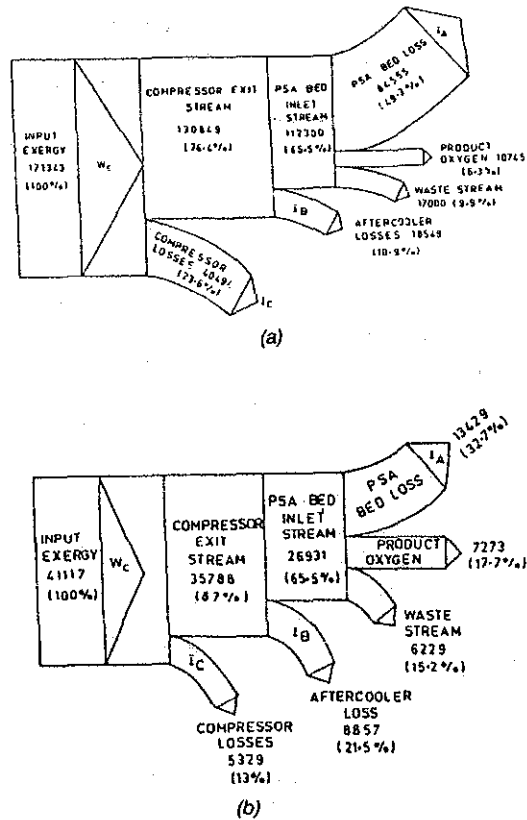 INPUT
EXERGY
171343
(100%)
Wc
COMPRESSOR EXIT
STREAM
130849
(76.4%)
PSA BED
INLET
STREAM
112300
(65.5%)
PSA BED LOSS
84555
(49.3%)
IA
PRODUCT
OXYGEN 10745
(6.3%)
WASTE STREAM
17000 (9.9%)
IB
AFTERCOOLER
LOSSES 18549
(10.9%)
COMPRESSOR
LOSSES 40494
(23.6%)
IC
(a)
INPUT
EXERGY
41117
(100%)
Wc
COMPRESSOR
EXIT
STREAM
35788
(87%)
PSA BED
INLET
STREAM
26931
(65.5%)
PSA
BED LOSS
IA
13429
(32.7%)
PRODUCT
OXYGEN
7273
(17.7%)
WASTE
STREAM
6229
(15.2%)
IB
AFTERCOOLER
LOSS
8857
(21.5%)
IC
COMPRESSOR
LOSSES
5329
(13%)
(b)